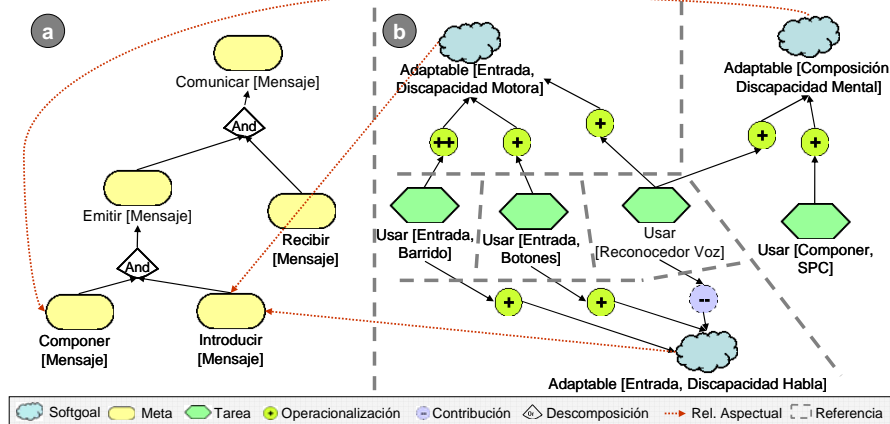 a
Comunicar [Mensaje]
And
Emitir [Mensaje]
Recibir
[Mensaje]
And
Componer
[Mensaje]
Introducir
[Mensaje]
b
Adaptable [Entrada,
Discapacidad Motora]
Adaptable [Composición
Discapacidad Mental]
++
+
+
+
+
Usar [Entrada,
Barrido]
Usar [Entrada,
Botones]
Usar
[Reconocedor Voz]
Usar [Componer,
SPC]
+
+
--
Adaptable [Entrada, Discapacidad Habla]
Softgoal Meta Tarea + Operacionalización -- Contribución Or Descomposición Rel. Aspectual Referencia